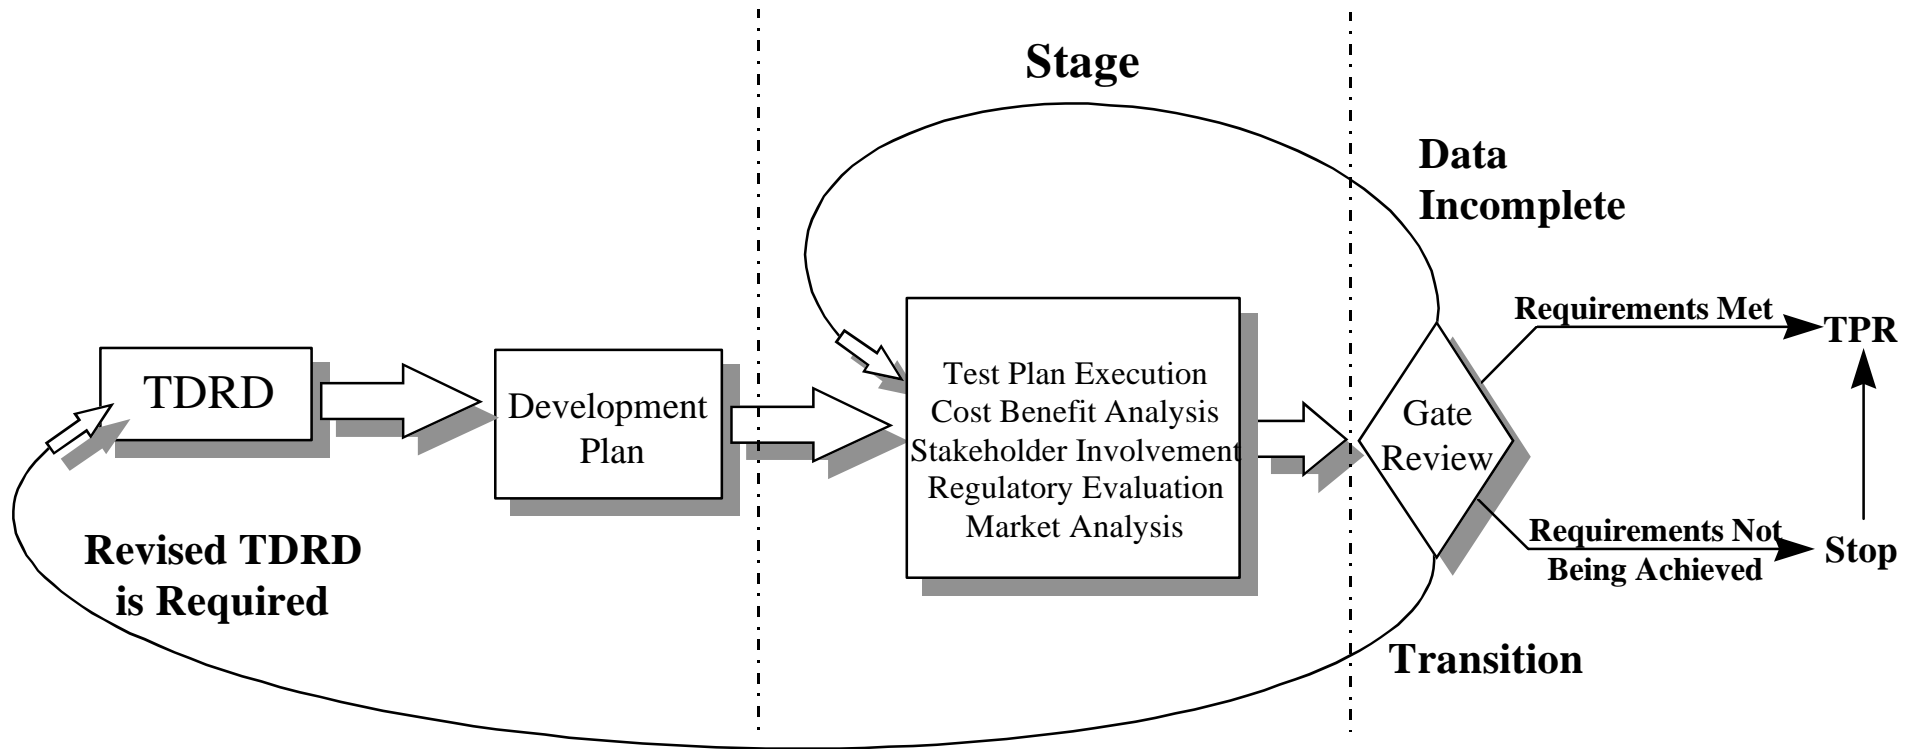 Stage
Data
Incomplete
Requirements Met
TPR
TDRD
Development
Plan
Test Plan Execution
Cost Benefit Analysis
Stakeholder Involvement
Regulatory Evaluation
Market Analysis
Gate
Review
Requirements Not
Being Achieved
Stop
Revised TDRD
is Required
Transition